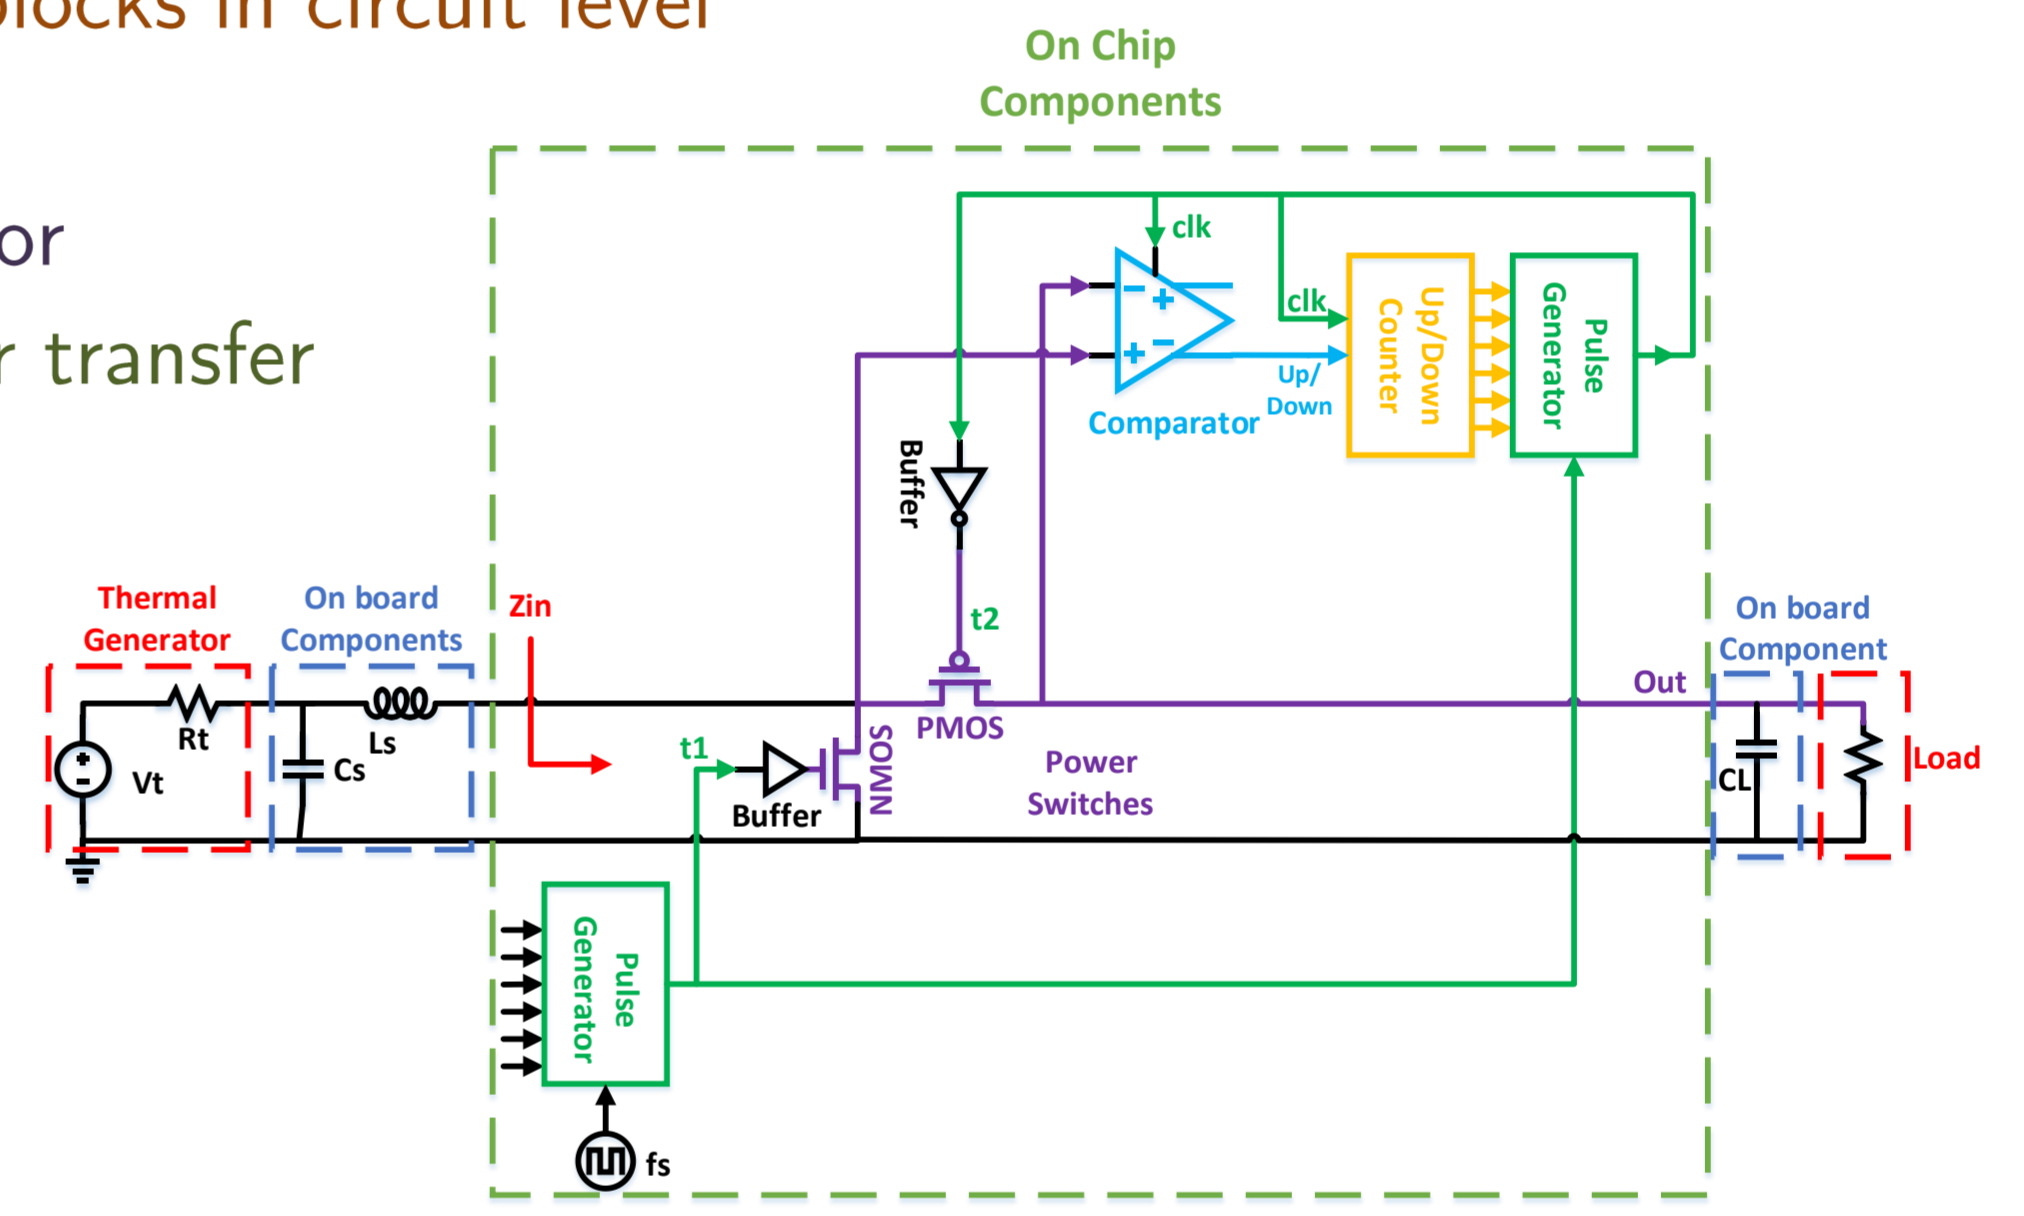 blocks in circuit level
On Chip
Components
or
r transfer
clk
clk
Up/
Down
Comparator
Up/Down
Counter
Pulse
Generator
Buffer
t2
Thermal
Generator
On board
Components
Zin
Rt
Ls
Vt
Cs
t1
Buffer
NMOS
PMOS
Power
Switches
Out
On board
Component
CL
Load
Pulse
Generator
fs